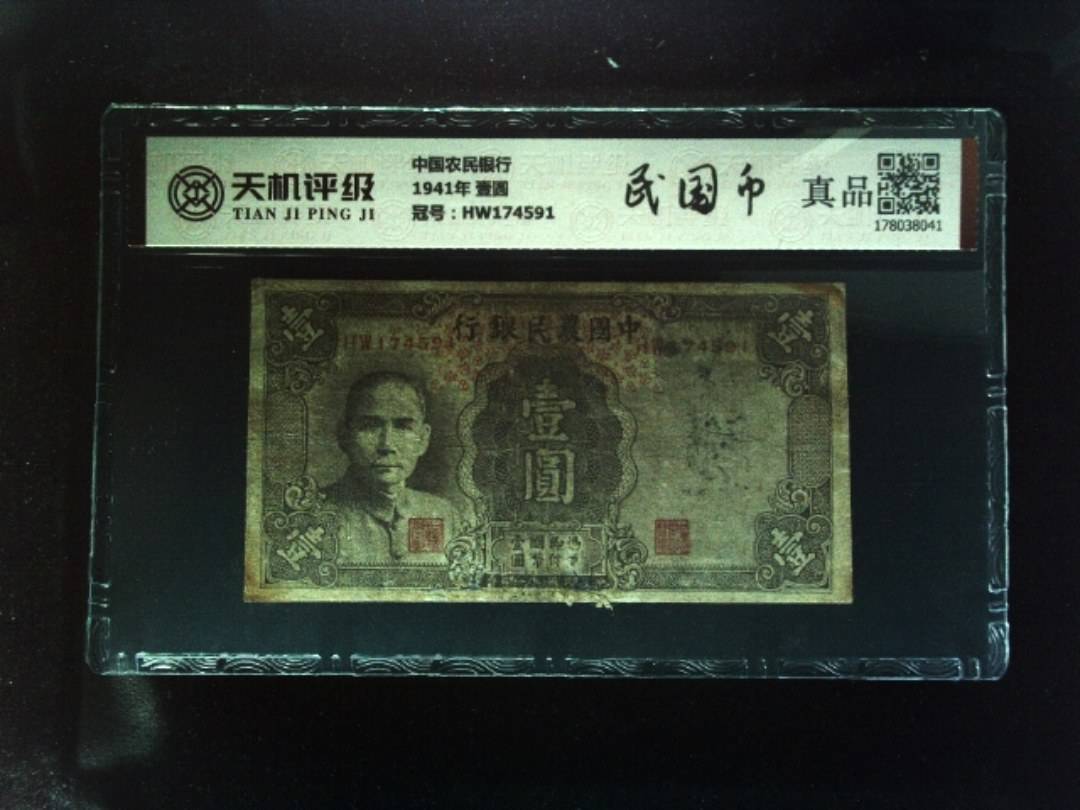 天机评级
TIAN JI PING JI
中国农民银行
1941年 壹圆
冠号：HW174591
民国币
真品
178038041
行銀民農國中
HW174591
壹
壹
壹圓
壹
壹